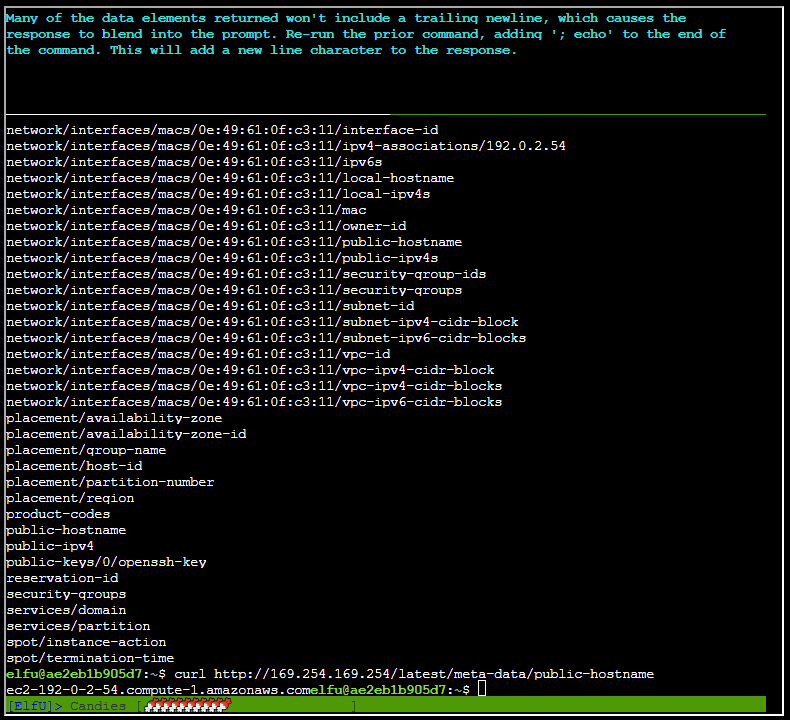 Many of the data elements returned won't include a trailing newline, which causes the
response to blend into the prompt. Re-run the prior command, adding '; echo' to the end of
the command. This will add a new line character to the response.
network/interfaces/macs/0e:49:61:0f:c3:11/interface-id
network/interfaces/macs/0e:49:61:0f:c3:11/ipv4-associations/192.0.2.54
network/interfaces/macs/0e:49:61:0f:c3:11/ipv6s
network/interfaces/macs/0e:49:61:0f:c3:11/local-hostname
network/interfaces/macs/0e:49:61:0f:c3:11/local-ipv4s
network/interfaces/macs/0e:49:61:0f:c3:11/mac
network/interfaces/macs/0e:49:61:0f:c3:11/owner-id
network/interfaces/macs/0e:49:61:0f:c3:11/public-hostname
network/interfaces/macs/0e:49:61:0f:c3:11/public-ipv4s
network/interfaces/macs/0e:49:61:0f:c3:11/security-group-ids
network/interfaces/macs/0e:49:61:0f:c3:11/security-groups
network/interfaces/macs/0e:49:61:0f:c3:11/subnet-id
network/interfaces/macs/0e:49:61:0f:c3:11/subnet-ipv4-cidr-block
network/interfaces/macs/0e:49:61:0f:c3:11/subnet-ipv6-cidr-blocks
network/interfaces/macs/0e:49:61:0f:c3:11/vpc-id
network/interfaces/macs/0e:49:61:0f:c3:11/vpc-ipv4-cidr-block
network/interfaces/macs/0e:49:61:0f:c3:11/vpc-ipv4-cidr-blocks
network/interfaces/macs/0e:49:61:0f:c3:11/vpc-ipv6-cidr-blocks
placement/availability-zone
placement/availability-zone-id
placement/group-name
placement/host-id
placement/partition-number
placement/region
product-codes
public-hostname
public-ipv4
public-keys/0/openssh-key
reservation-id
security-groups
services/domain
services/partition
spot/instance-action
spot/termination-time
elfu@ae2eb1b905d7:~$ curl http://169.254.169.254/latest/meta-data/public-hostname
ec2-192-0-2-54.compute-1.amazonaws.comelfu@ae2eb1b905d7:~$
[ElfU]> Candies [ ]